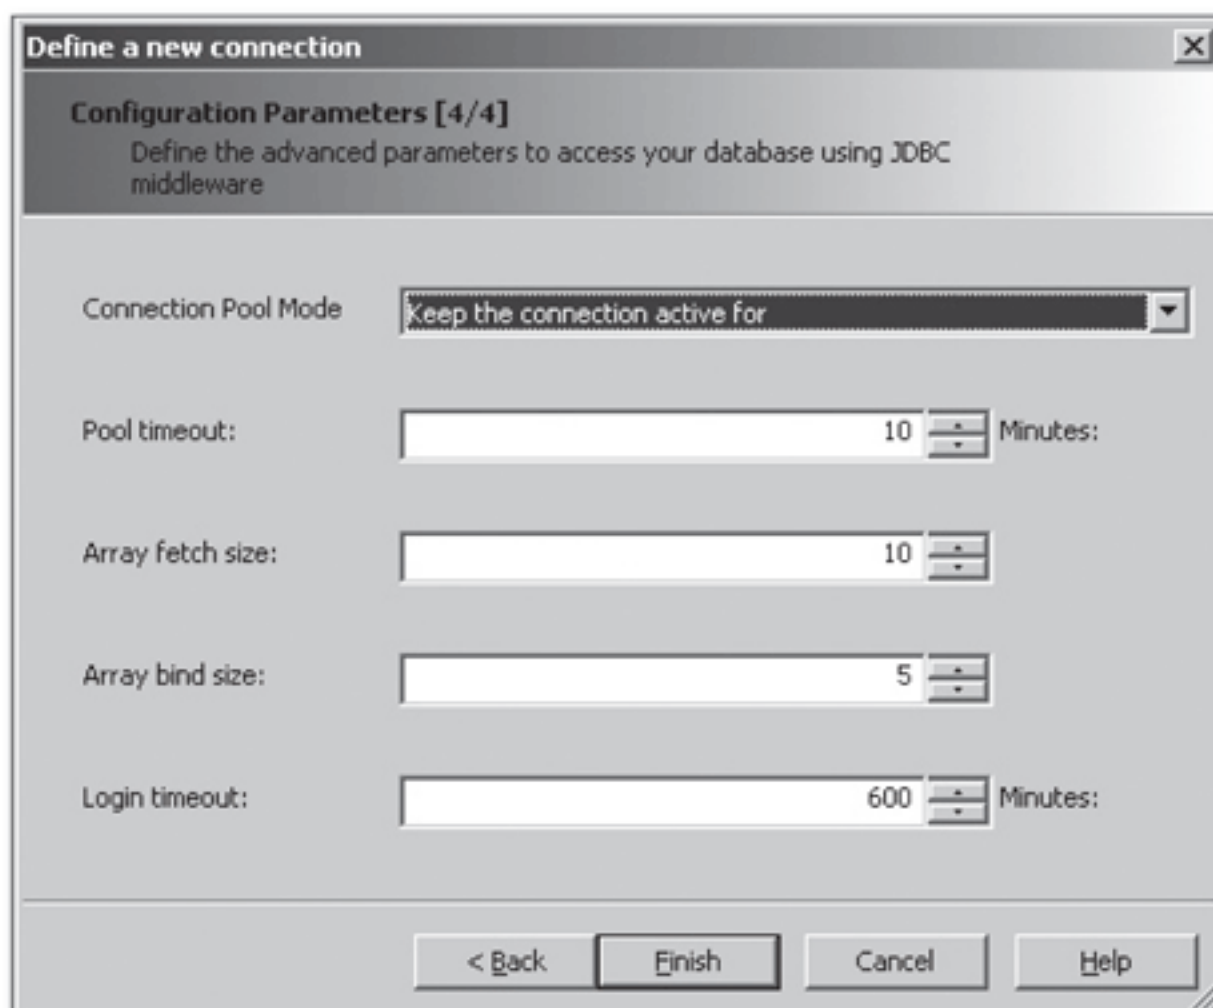 Define a new connection
Configuration Parameters [4/4]
Define the advanced parameters to access your database using JDBC
middleware
Connection Pool Mode
Keep the connection active for
Pool timeout:
10
Minutes:
Array fetch size:
10
Array bind size:
5
Login timeout:
600
Minutes:
< Back
Finish
Cancel
Help